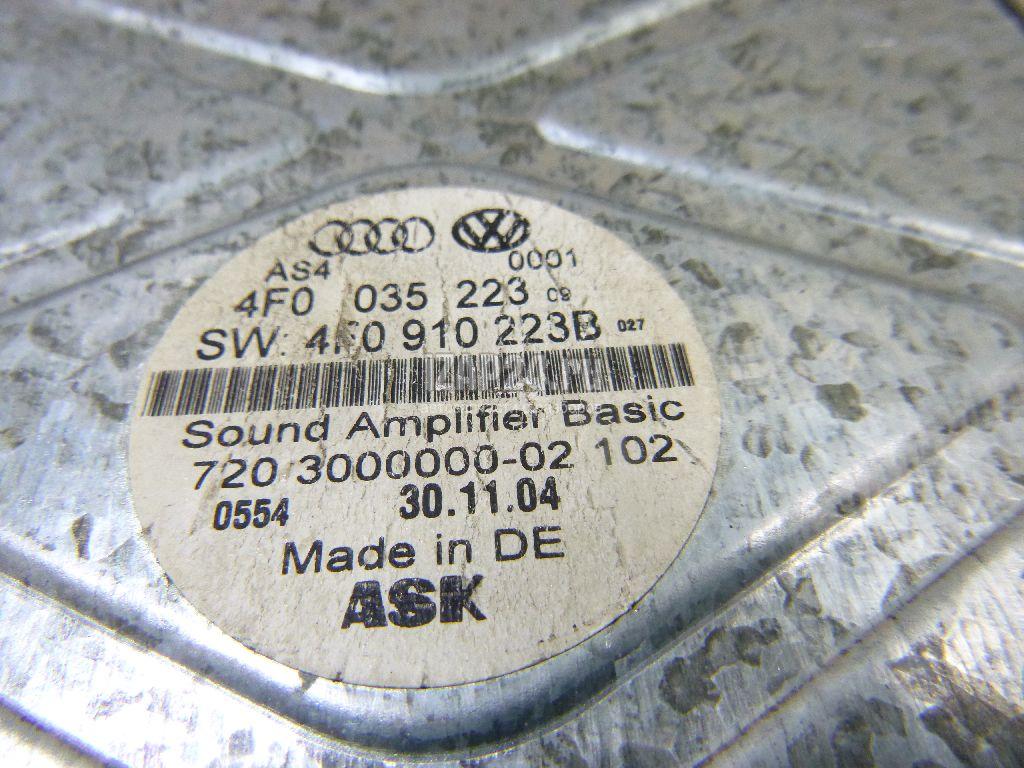 AS4 0001
4F0 035 223 09
SW: 4F0 910 223B 027
Sound Amplifier Basic
720 3000000-02 102
0554 30.11.04
Made in DE
ASK